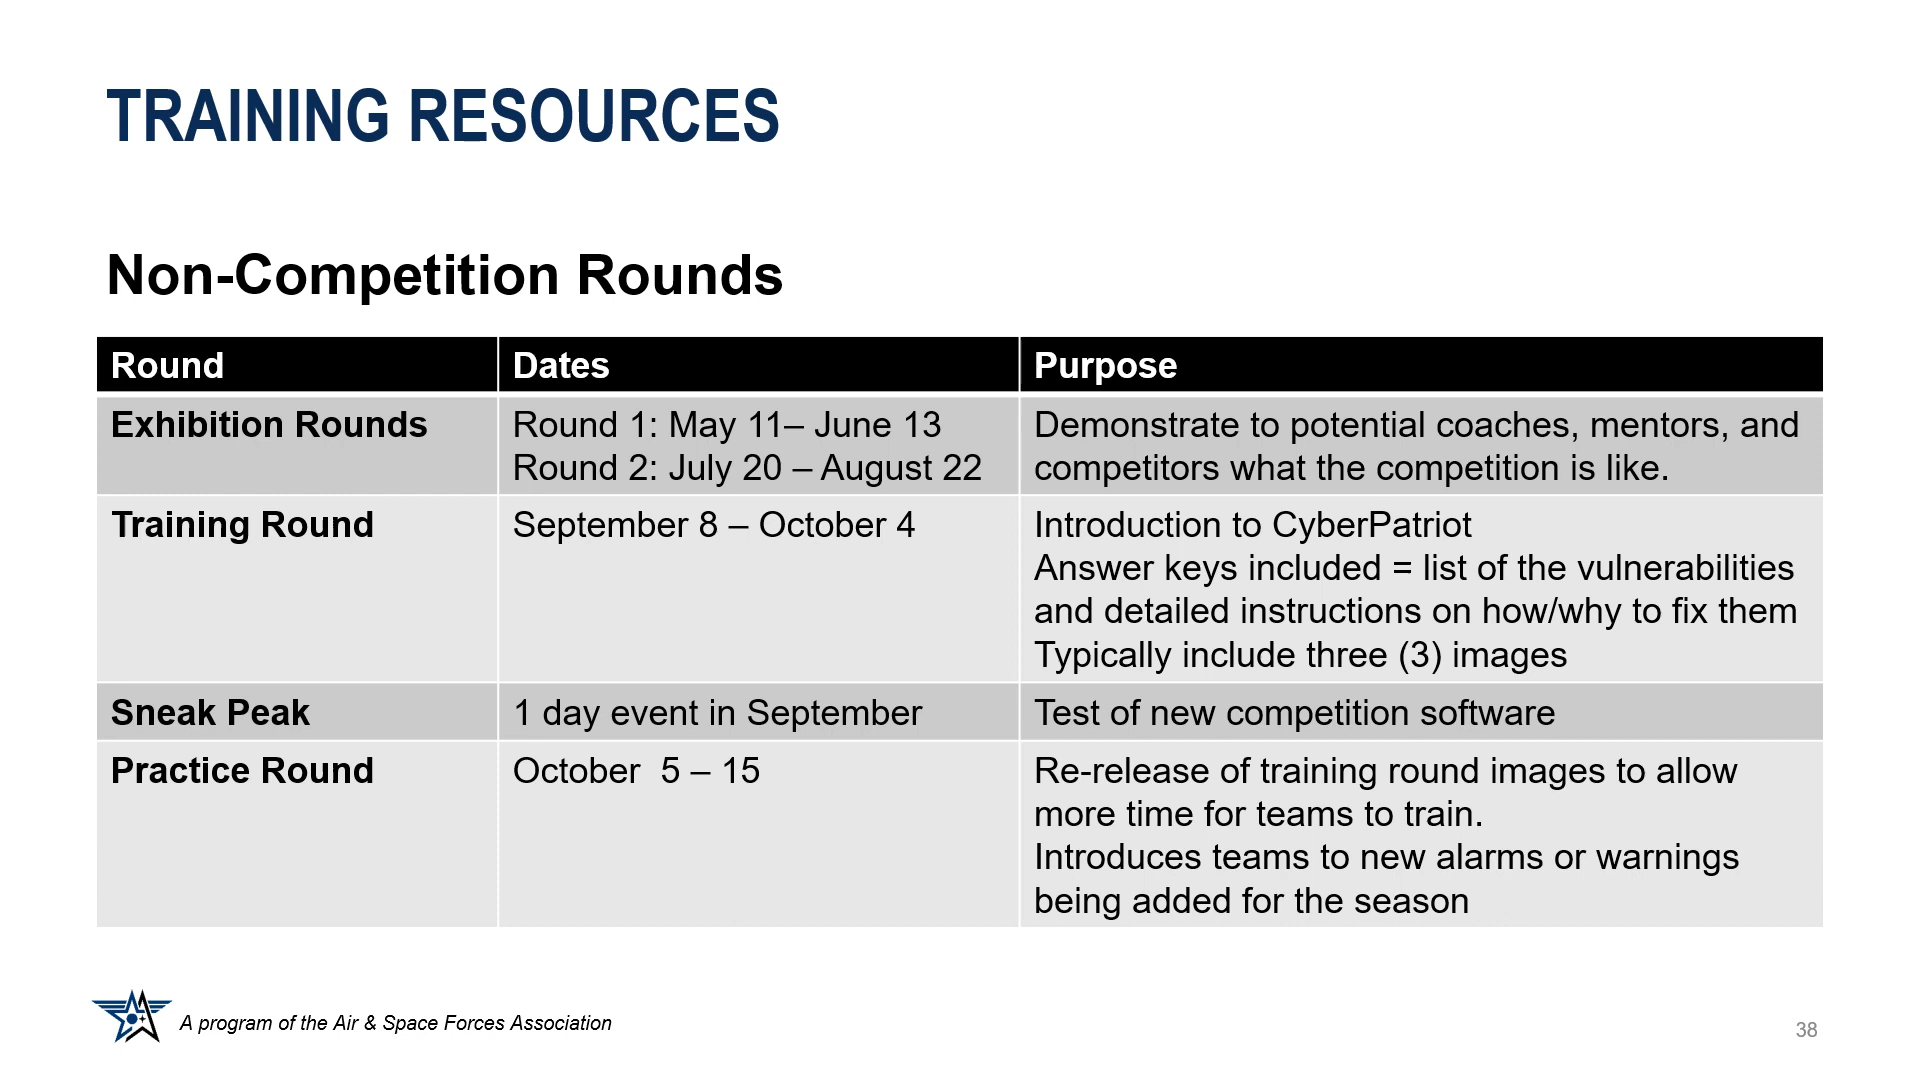 TRAINING RESOURCES
Non-Competition Rounds
Round Dates Purpose
Exhibition Rounds
Round 1: May 11– June 13
Round 2: July 20 – August 22
Demonstrate to potential coaches, mentors, and
competitors what the competition is like.
Training Round
September 8 – October 4
Introduction to CyberPatriot
Answer keys included = list of the vulnerabilities
and detailed instructions on how/why to fix them
Typically include three (3) images
Sneak Peak
1 day event in September
Test of new competition software
Practice Round
October  5 – 15
Re-release of training round images to allow
more time for teams to train.
Introduces teams to new alarms or warnings
being added for the season
A program of the Air & Space Forces Association
38